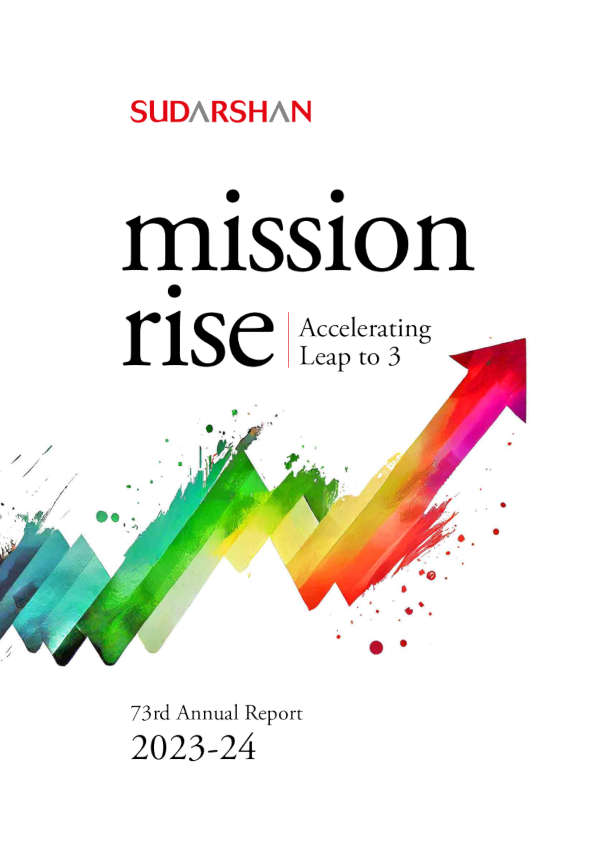 SUDARSHAN
mission
rise
Accelerating
Leap to 3
73rd Annual Report
2023-24